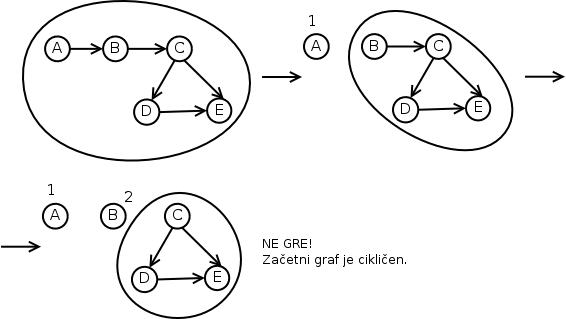 1
A B C A B C
D E D E
1 2
A B C
NE GRE!
Začetni graf je cikličen.
D E